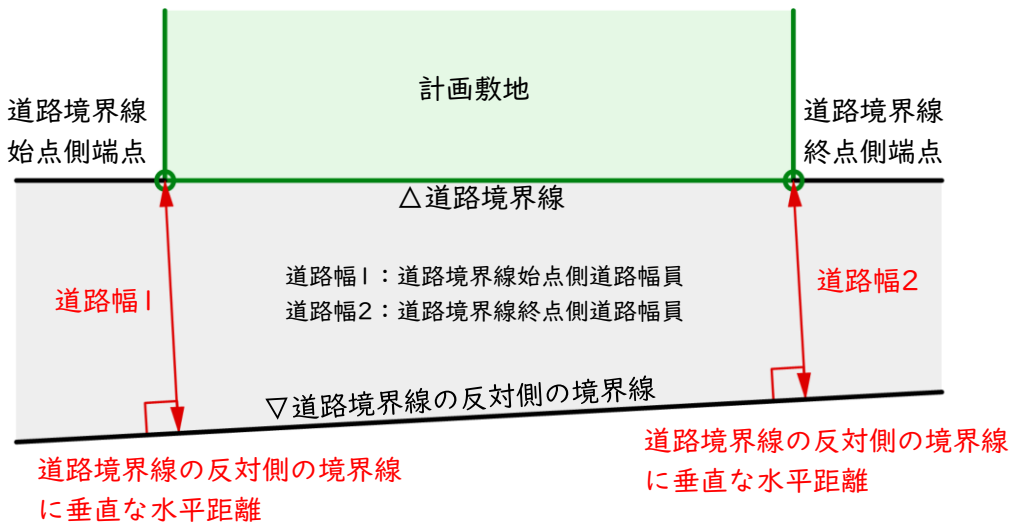 計画敷地
道路境界線
始点側端点
道路境界線
終点側端点
△道路境界線
道路幅1:道路境界線始点側道路幅員
道路幅2:道路境界線終点側道路幅員
道路幅1
道路幅2
▽道路境界線の反対側の境界線
道路境界線の反対側の境界線
に垂直な水平距離
道路境界線の反対側の境界線
に垂直な水平距離